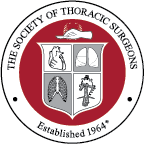 THE SOCIETY OF THORACIC SURGEONS
Established 1964®